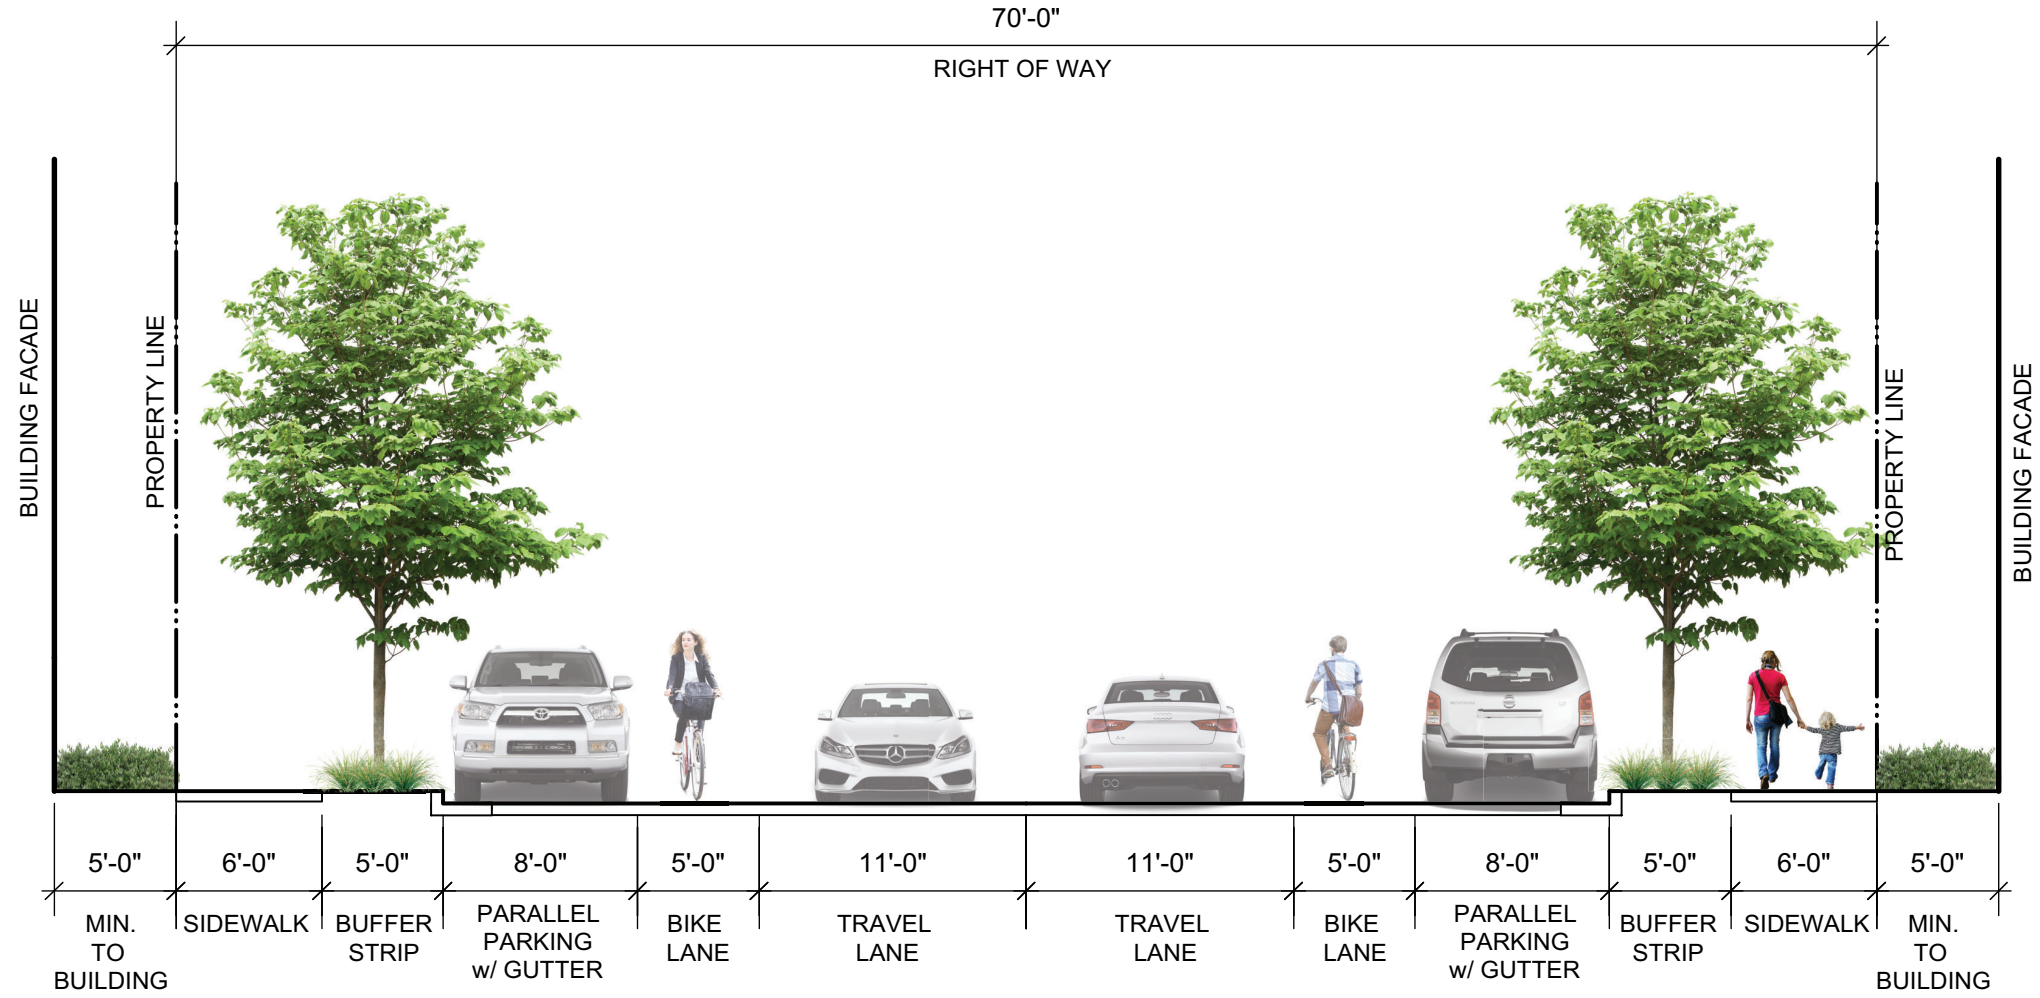 70'-0"
RIGHT OF WAY
BUILDING FACADE
PROPERTY LINE
PROPERTY LINE
BUILDING FACADE
5'-0" 6'-0" 5'-0" 8'-0" 5'-0" 11'-0" 11'-0" 5'-0" 8'-0" 5'-0" 6'-0" 5'-0"
MIN.
TO
BUILDING
SIDEWALK
BUFFER
STRIP
PARALLEL
PARKING
w/ GUTTER
BIKE
LANE
TRAVEL
LANE
TRAVEL
LANE
BIKE
LANE
PARALLEL
PARKING
w/ GUTTER
BUFFER
STRIP
SIDEWALK
MIN.
TO
BUILDING